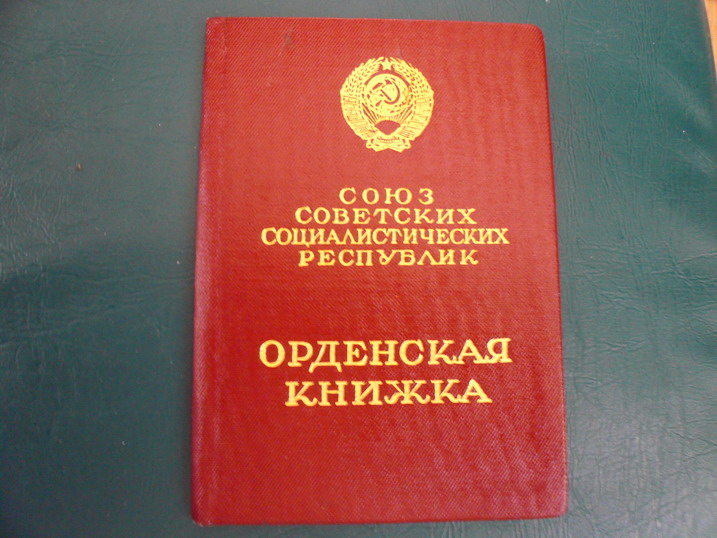 СОЮЗ
СОВЕТСКИХ
СОЦИАЛИСТИЧЕСКИХ
РЕСПУБЛИК
ОРДЕНСКАЯ
КНИЖКА